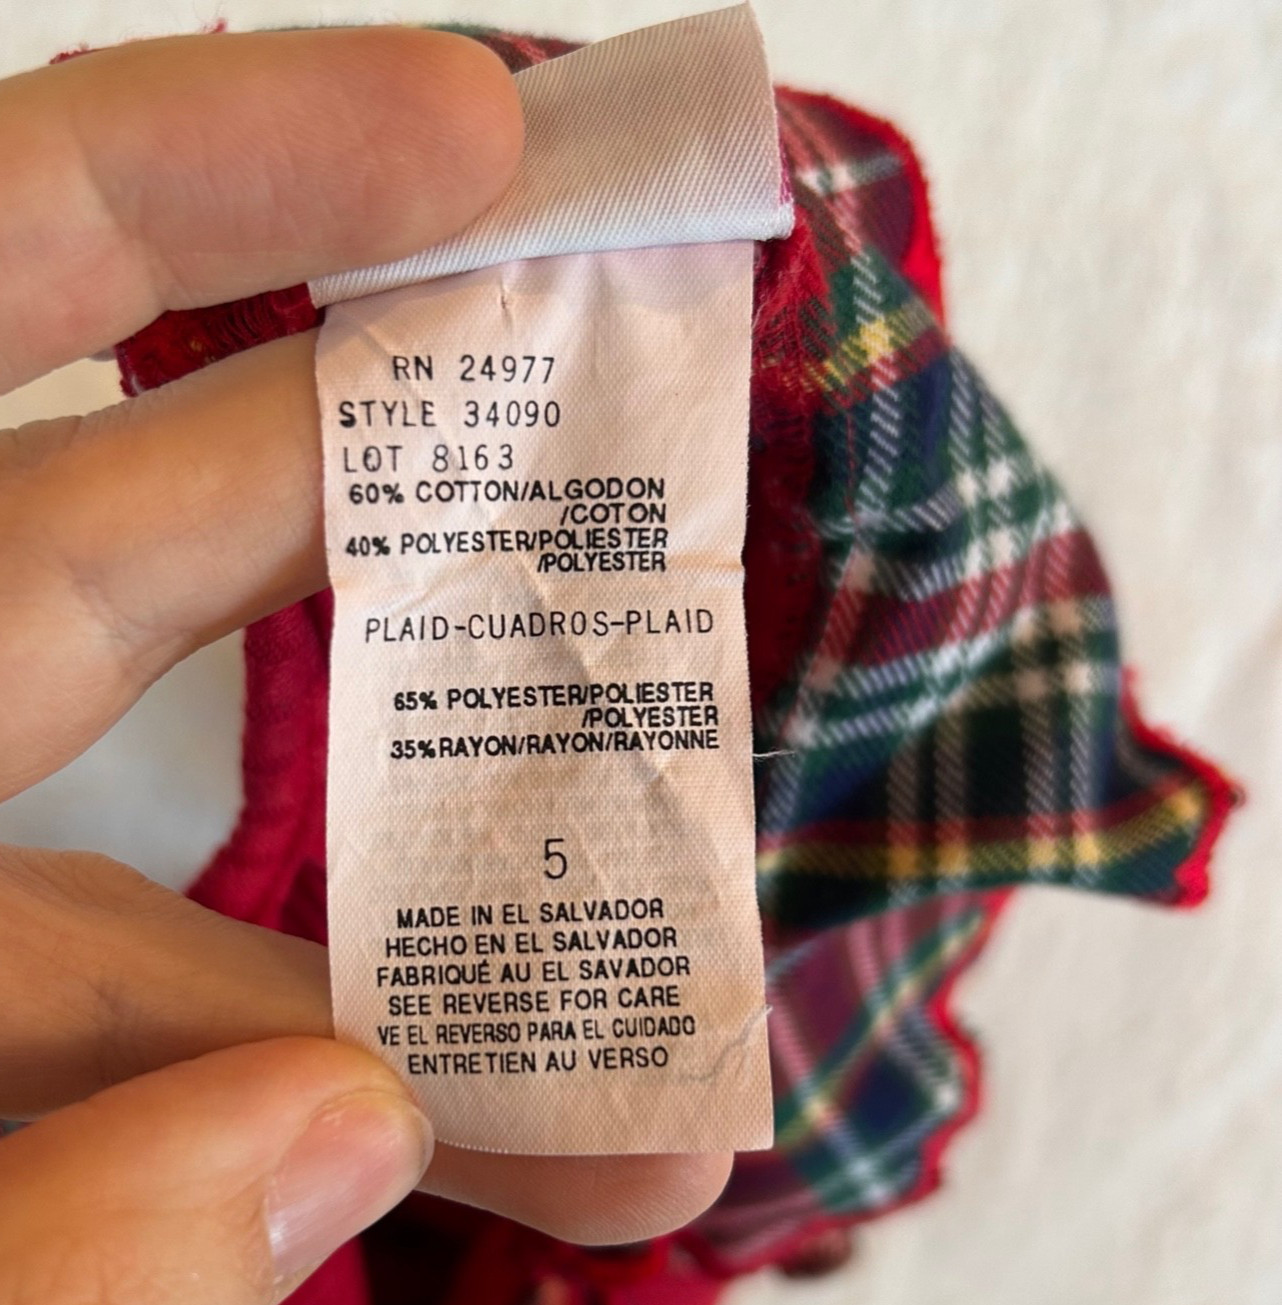 RN 24977
STYLE 34090
LOT 8163
60% COTTON/ALGODON
/COTON
40% POLYESTER/POLIESTER
/POLYESTER
PLAID-CUADROS-PLAID
65% POLYESTER/POLIESTER
/POLYESTER
35% RAYON/RAYON/RAYONNE
5
MADE IN EL SALVADOR
HECHO EN EL SALVADOR
FABRIQUÉ AU EL SAVADOR
SEE REVERSE FOR CARE
VE EL REVERSO PARA EL CUIDADO
ENTRETIEN AU VERSO